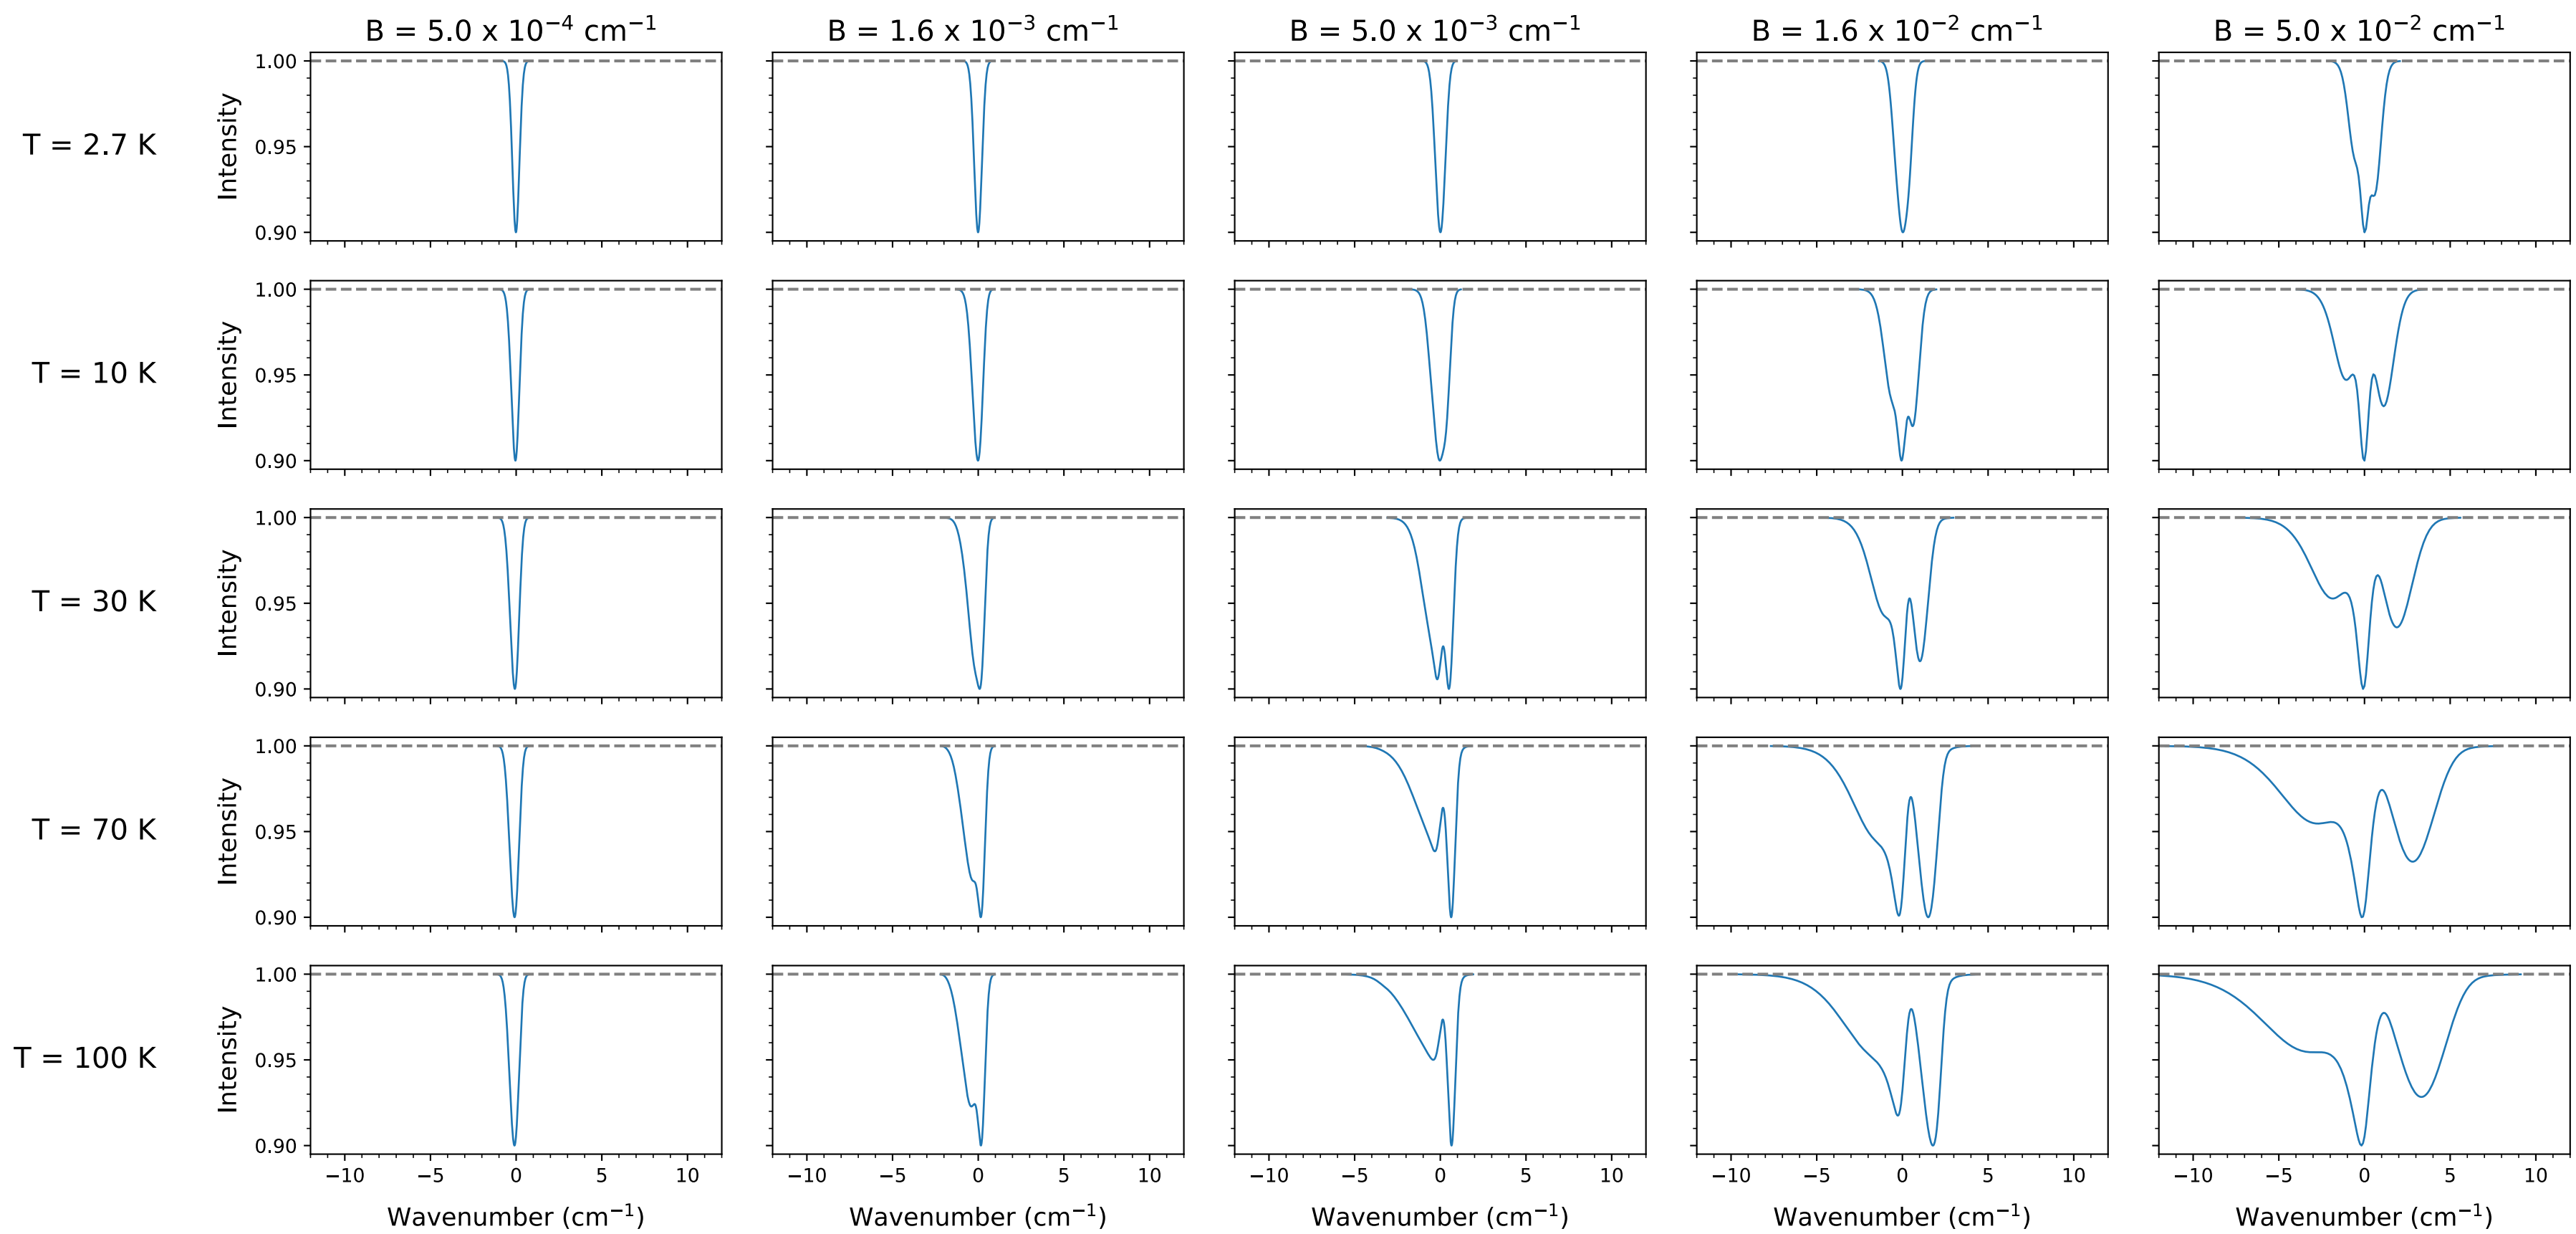 B = 5.0 x 10⁻⁴ cm⁻¹ B = 1.6 x 10⁻³ cm⁻¹ B = 5.0 x 10⁻³ cm⁻¹ B = 1.6 x 10⁻² cm⁻¹ B = 5.0 x 10⁻² cm⁻¹
T = 2.7 K
Intensity
1.00
0.95
0.90
T = 10 K
Intensity
1.00
0.95
0.90
T = 30 K
Intensity
1.00
0.95
0.90
T = 70 K
Intensity
1.00
0.95
0.90
T = 100 K
Intensity
1.00
0.95
0.90
−10 −5 0 5 10 −10 −5 0 5 10 −10 −5 0 5 10 −10 −5 0 5 10 −10 −5 0 5 10
Wavenumber (cm⁻¹) Wavenumber (cm⁻¹) Wavenumber (cm⁻¹) Wavenumber (cm⁻¹) Wavenumber (cm⁻¹)